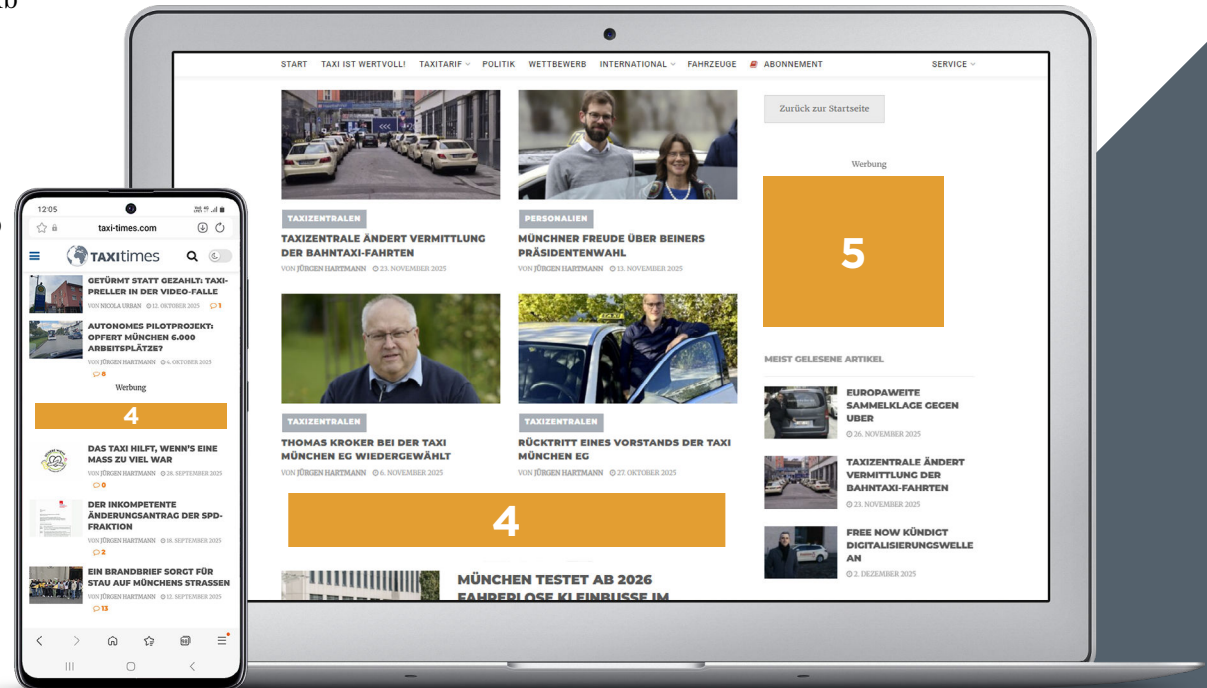 START TAXI IST WERTVOLL! TAXITARIF POLITIK WETTBEWERB INTERNATIONAL FAHRZEUGE ABONNEMENT SERVICE
TAXIZENTRALEN
TAXIZENTRALE ÄNDERT VERMITTLUNG
DER BAHNTAXI-FAHRTEN
VON JÜRGEN HARTMANN 23. NOVEMBER 2025
PERSONALIEN
MÜNCHNER FREUDE ÜBER BEINERS
PRÄSIDENTENWAHL
VON JÜRGEN HARTMANN 13. NOVEMBER 2025
TAXI
TAXIZENTRALEN
THOMAS KROKER BEI DER TAXI
MÜNCHEN EG WIEDERGEWÄHLT
VON JÜRGEN HARTMANN 6. NOVEMBER 2025
TAXIZENTRALEN
RÜCKTRITT EINES VORSTANDS DER TAXI
MÜNCHEN EG
VON JÜRGEN HARTMANN 27. OKTOBER 2025
4
MÜNCHEN TESTET AB 2026
FAHRERLOSE KLEINBUSSE IM
Zurück zur Startseite
Werbung
5
MEIST GELESENE ARTIKEL
EUROPAWEITE
SAMMELKLAGE GEGEN
UBER
26. NOVEMBER 2025
TAXIZENTRALE ÄNDERT
VERMITTLUNG DER
BAHNTAXI-FAHRTEN
23. NOVEMBER 2025
FREE NOW KÜNDIGT
DIGITALISIERUNGSWELLE
AN
2. DEZEMBER 2025
12:05
taxi-times.com
TAXItimes
GETÜRMT STATT GEZAHLT: TAXI-
PRELLER IN DER VIDEO-FALLE
VON NICOLA URBAN 12. OKTOBER 2025 1
AUTONOMES PILOTPROJEKT:
OPFERT MÜNCHEN 6.000
ARBEITSPLÄTZE?
VON JÜRGEN HARTMANN 4. OKTOBER 2025
6
Werbung
4
DAS TAXI HILFT, WENN'S EINE
MASS ZU VIEL WAR
VON JÜRGEN HARTMANN 26. SEPTEMBER 2025
0
DER INKOMPETENTE
ÄNDERUNGSANTRAG DER SPD-
FRAKTION
VON JÜRGEN HARTMANN 18. SEPTEMBER 2025
2
EIN BRANDBRIEF SORGT FÜR
STAU AUF MÜNCHENS STRASSEN
VON JÜRGEN HARTMANN 12. SEPTEMBER 2025
13